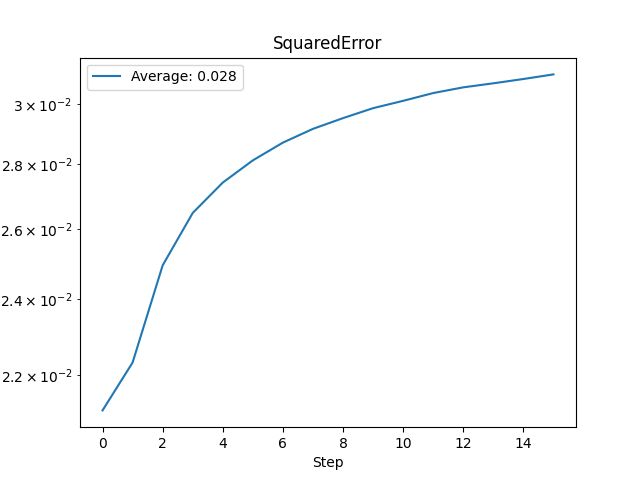 SquaredError
Average: 0.028
3 × 10⁻²
2.8 × 10⁻²
2.6 × 10⁻²
2.4 × 10⁻²
2.2 × 10⁻²
0 2 4 6 8 10 12 14
Step